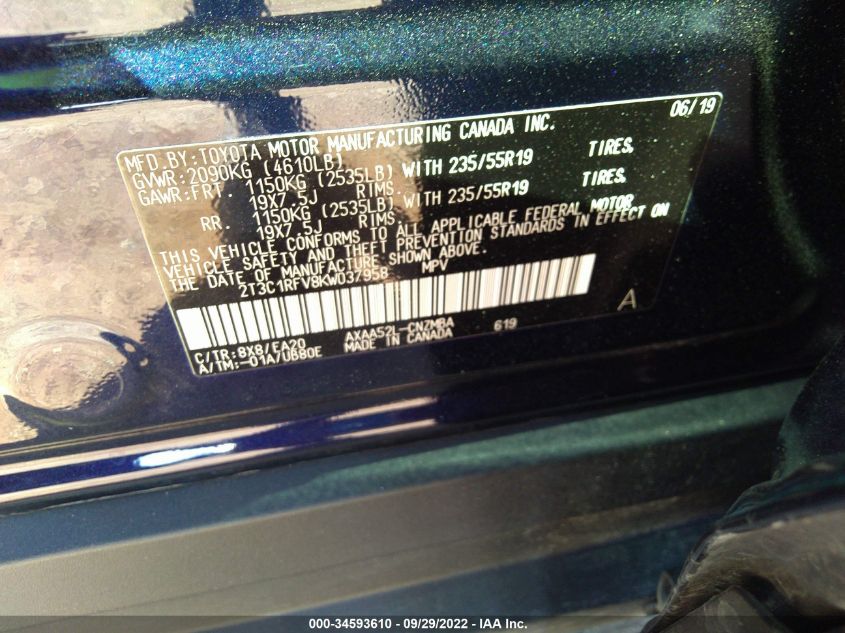 06/19
MFD.BY:TOYOTA MOTOR MANUFACTURING CANADA INC.
GVWR:2090KG (4610LB)
GAWR:FRT. 1150KG (2535LB) WITH 235/55R19 TIRES,
19X7.5J RIMS.
RR. 1150KG (2535LB) WITH 235/55R19 TIRES,
19X7.5J RIMS.
THIS VEHICLE CONFORMS TO ALL APPLICABLE FEDERAL MOTOR
VEHICLE SAFETY AND THEFT PREVENTION STANDARDS IN EFFECT ON
THE DATE OF MANUFACTURE SHOWN ABOVE.
2T3C1RFV8KW037958 MPV
A
C/TR:8X8/EA20 AXAA52L-CNZMBA 619
A/TM:-01A/U680E MADE IN CANADA
000-34593610 / 09/29/2022 - IAA Inc.